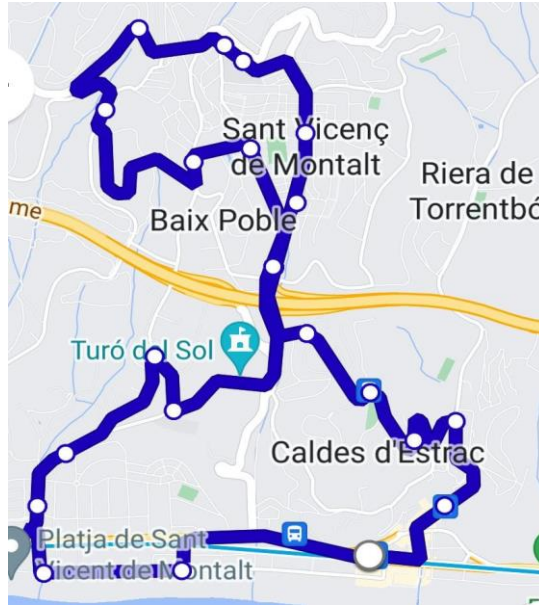 Sant Vicenç
de Montalt
Riera de
Torrentbó
me
Baix Poble
Turó del Sol
Caldes d'Estrac
Platja de Sant
Vicent de Montalt